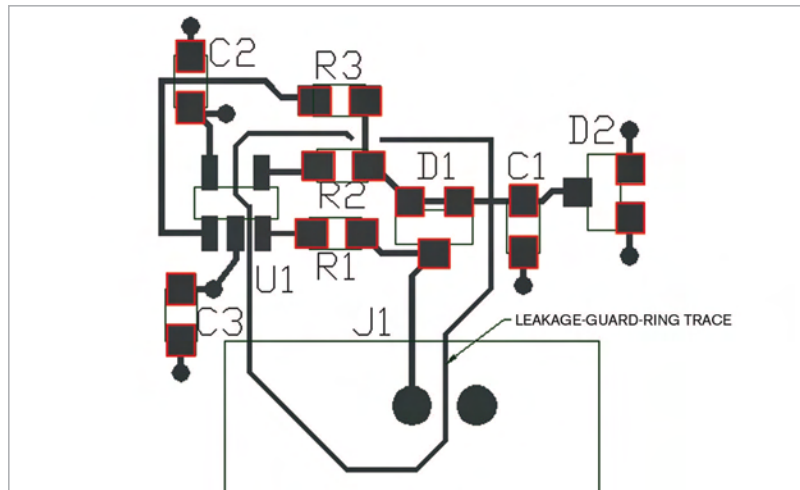 C2
R3
D2
D1
C1
R2
R1
U1
C3
J1
LEAKAGE-GUARD-RING TRACE